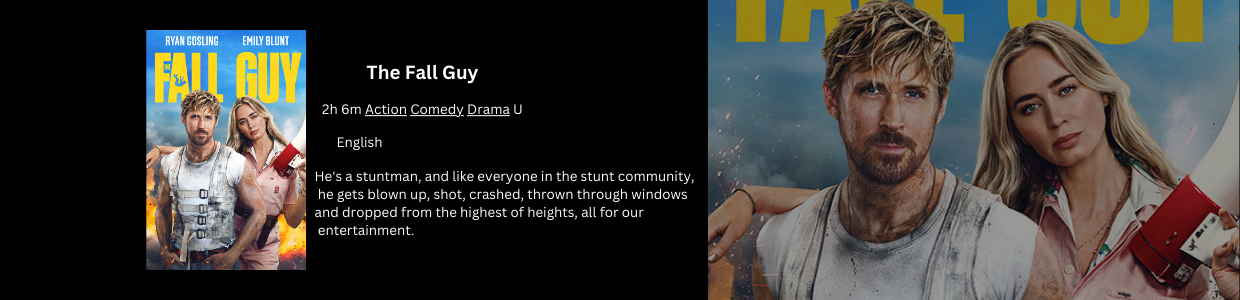 RYAN GOSLING EMILY BLUNT
THE
FALL GUY
The Fall Guy
2h 6m Action Comedy Drama U
English
He's a stuntman, and like everyone in the stunt community,
he gets blown up, shot, crashed, thrown through windows
and dropped from the highest of heights, all for our
entertainment.
FALL GUY